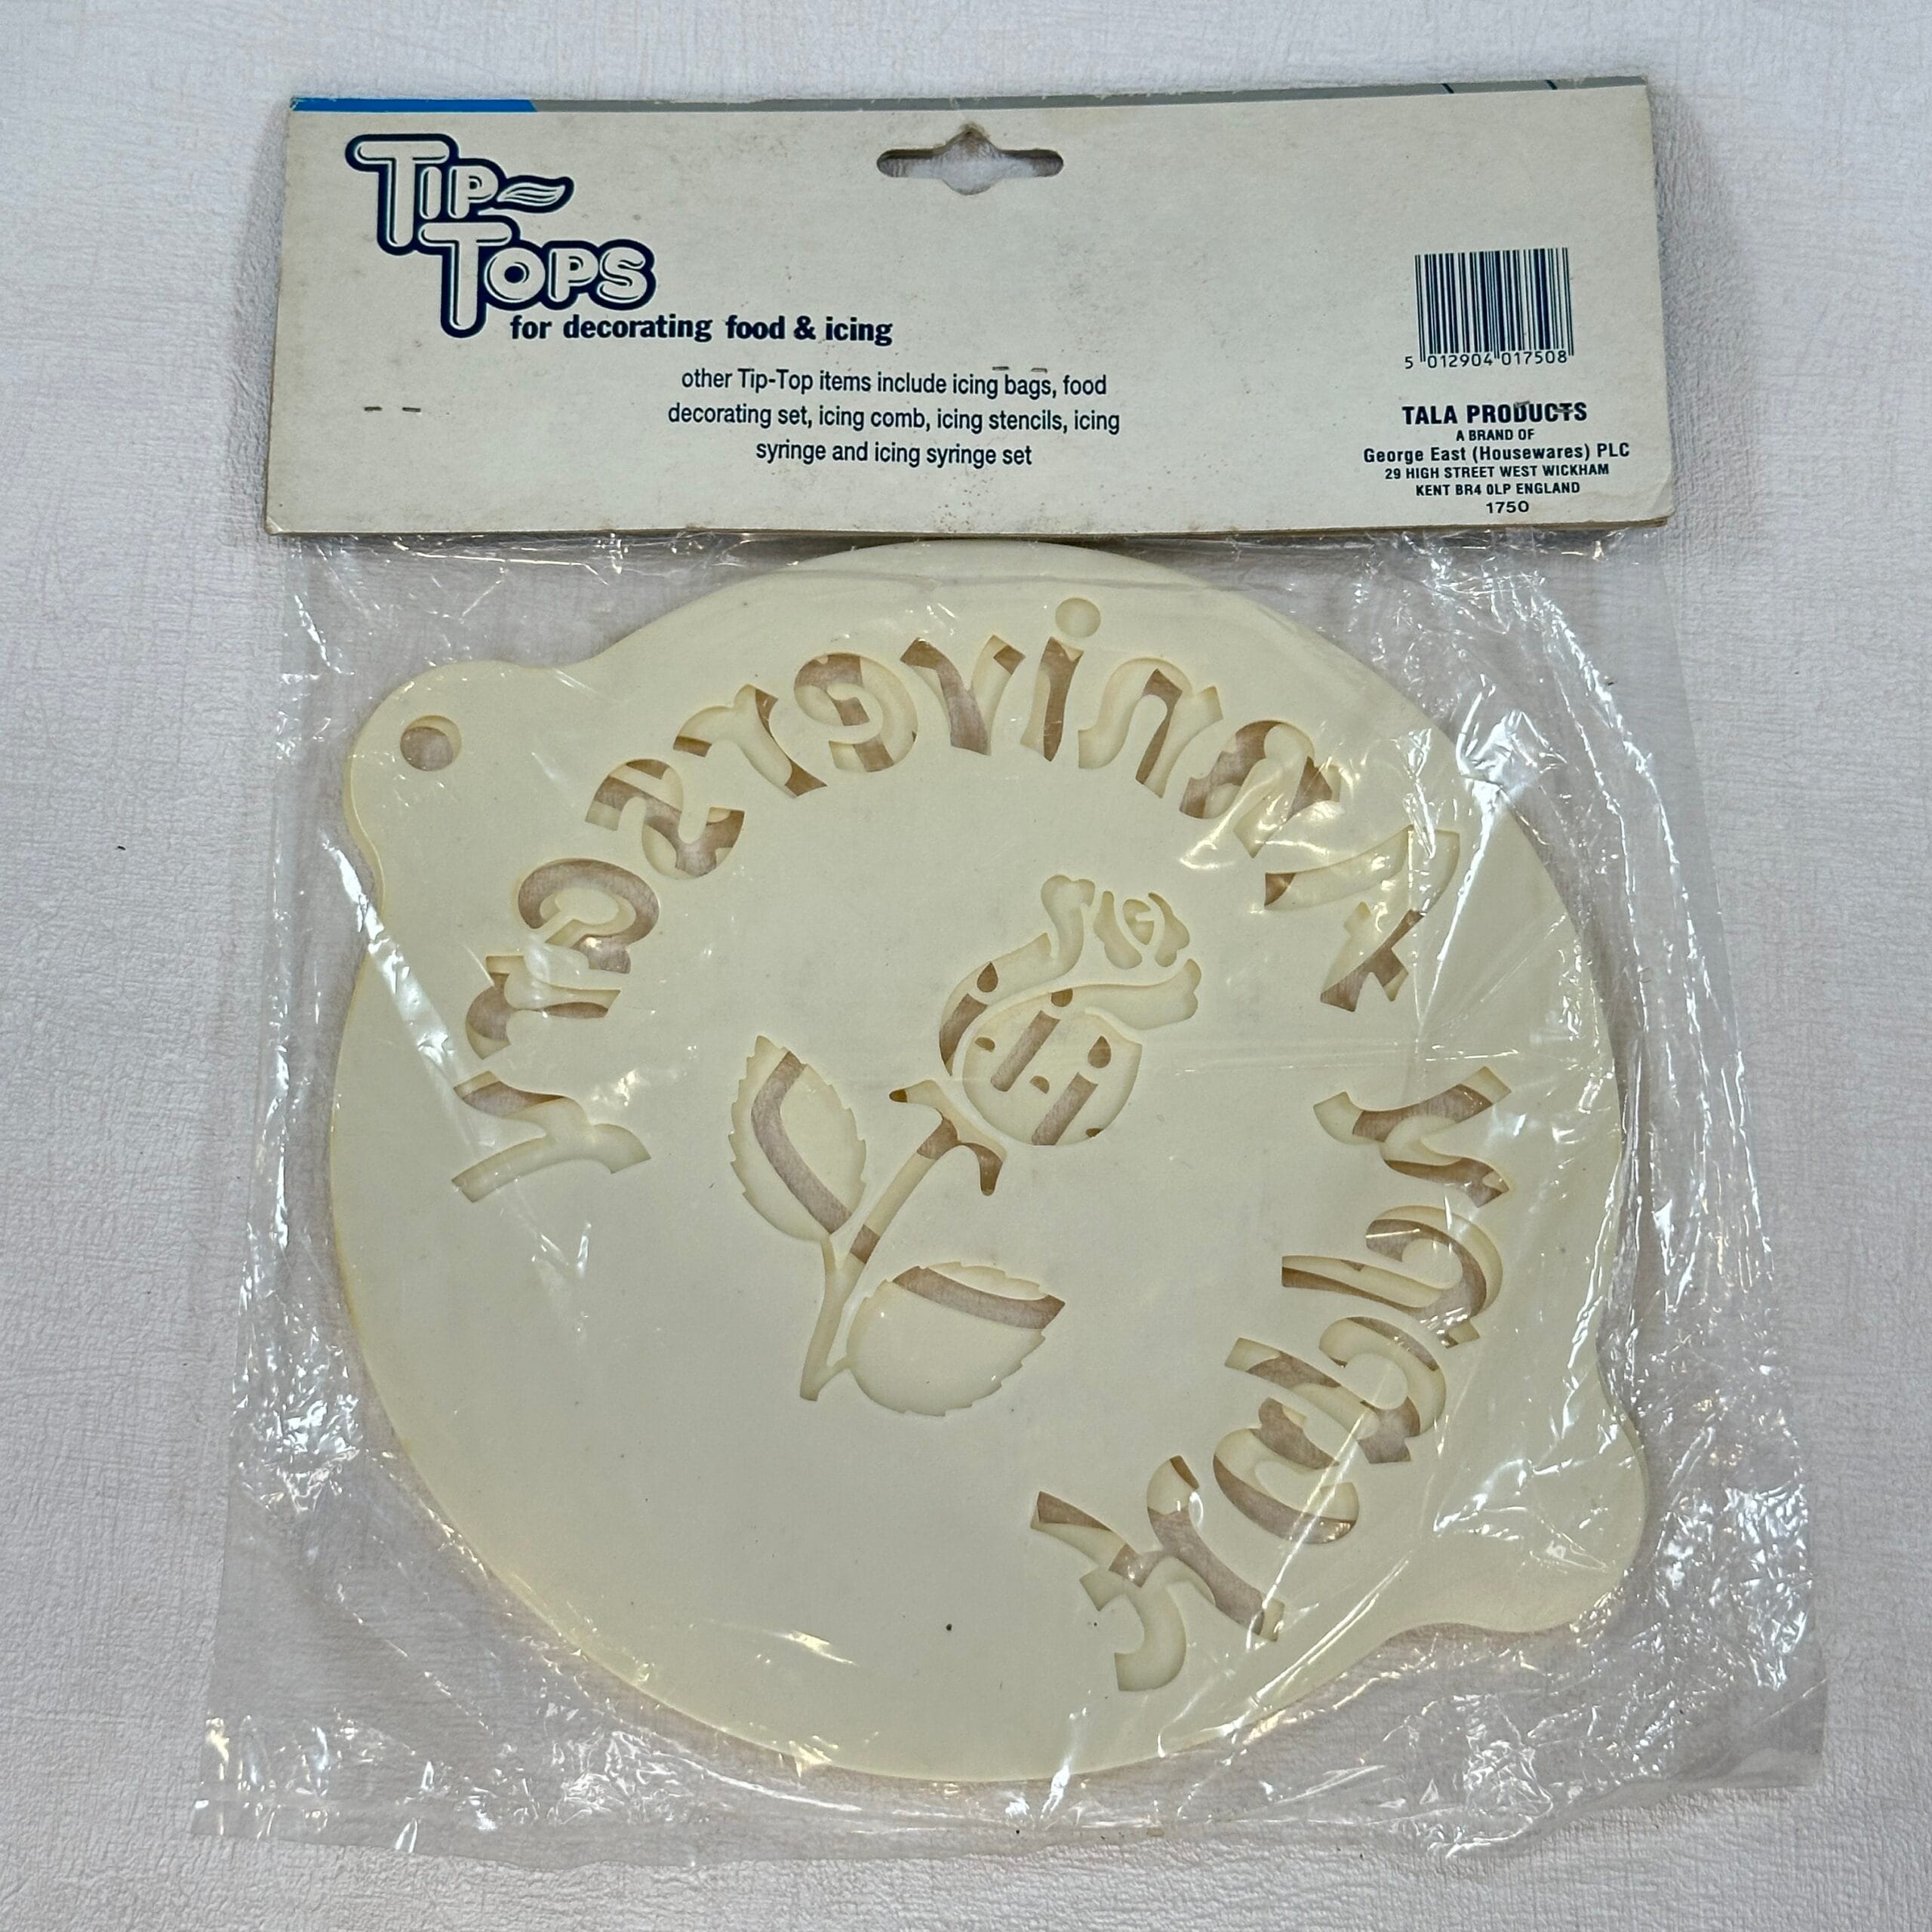 Tip-
Tops
for decorating food & icing
other Tip-Top items include icing bags, food
decorating set, icing comb, icing stencils, icing
syringe and icing syringe set
5 012904 017508
TALA PRODUCTS
A BRAND OF
George East (Housewares) PLC
29 HIGH STREET WEST WICKHAM
KENT BR4 0LP ENGLAND
1750
Happy
Anniversary